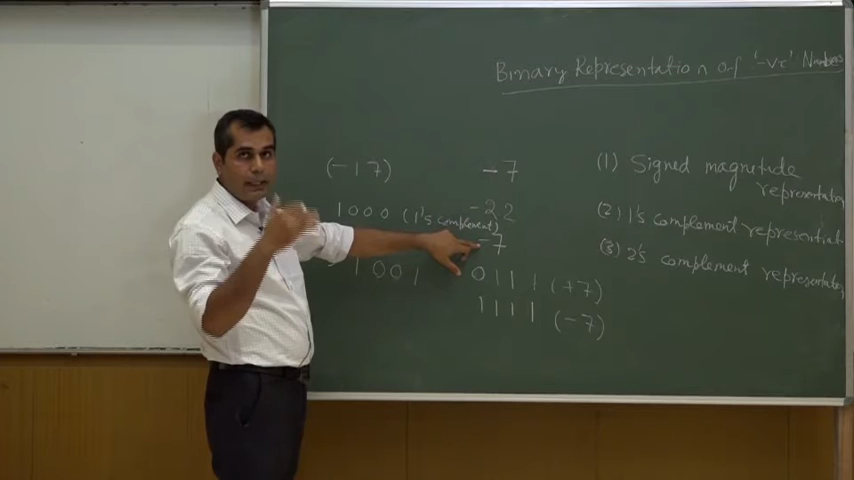 Binary Representation of '-ve' Numbers
(-17)
1000 (1's complement)
1001
-7
-22
-7
0111 (+7)
1111 (-7)
(1) Signed magnitude
representation
(2) 1's complement representation
(3) 2's complement representation